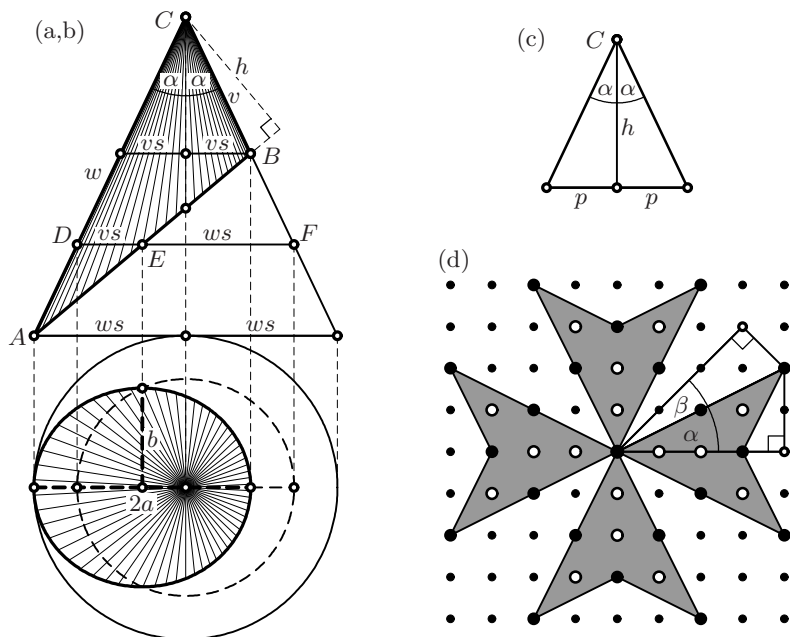 (a,b)
C
α α
h
v
vs vs
w
B
D
vs
ws
F
E
A
ws ws
b
2a
(c)
C
α α
h
p p
(d)
β
α